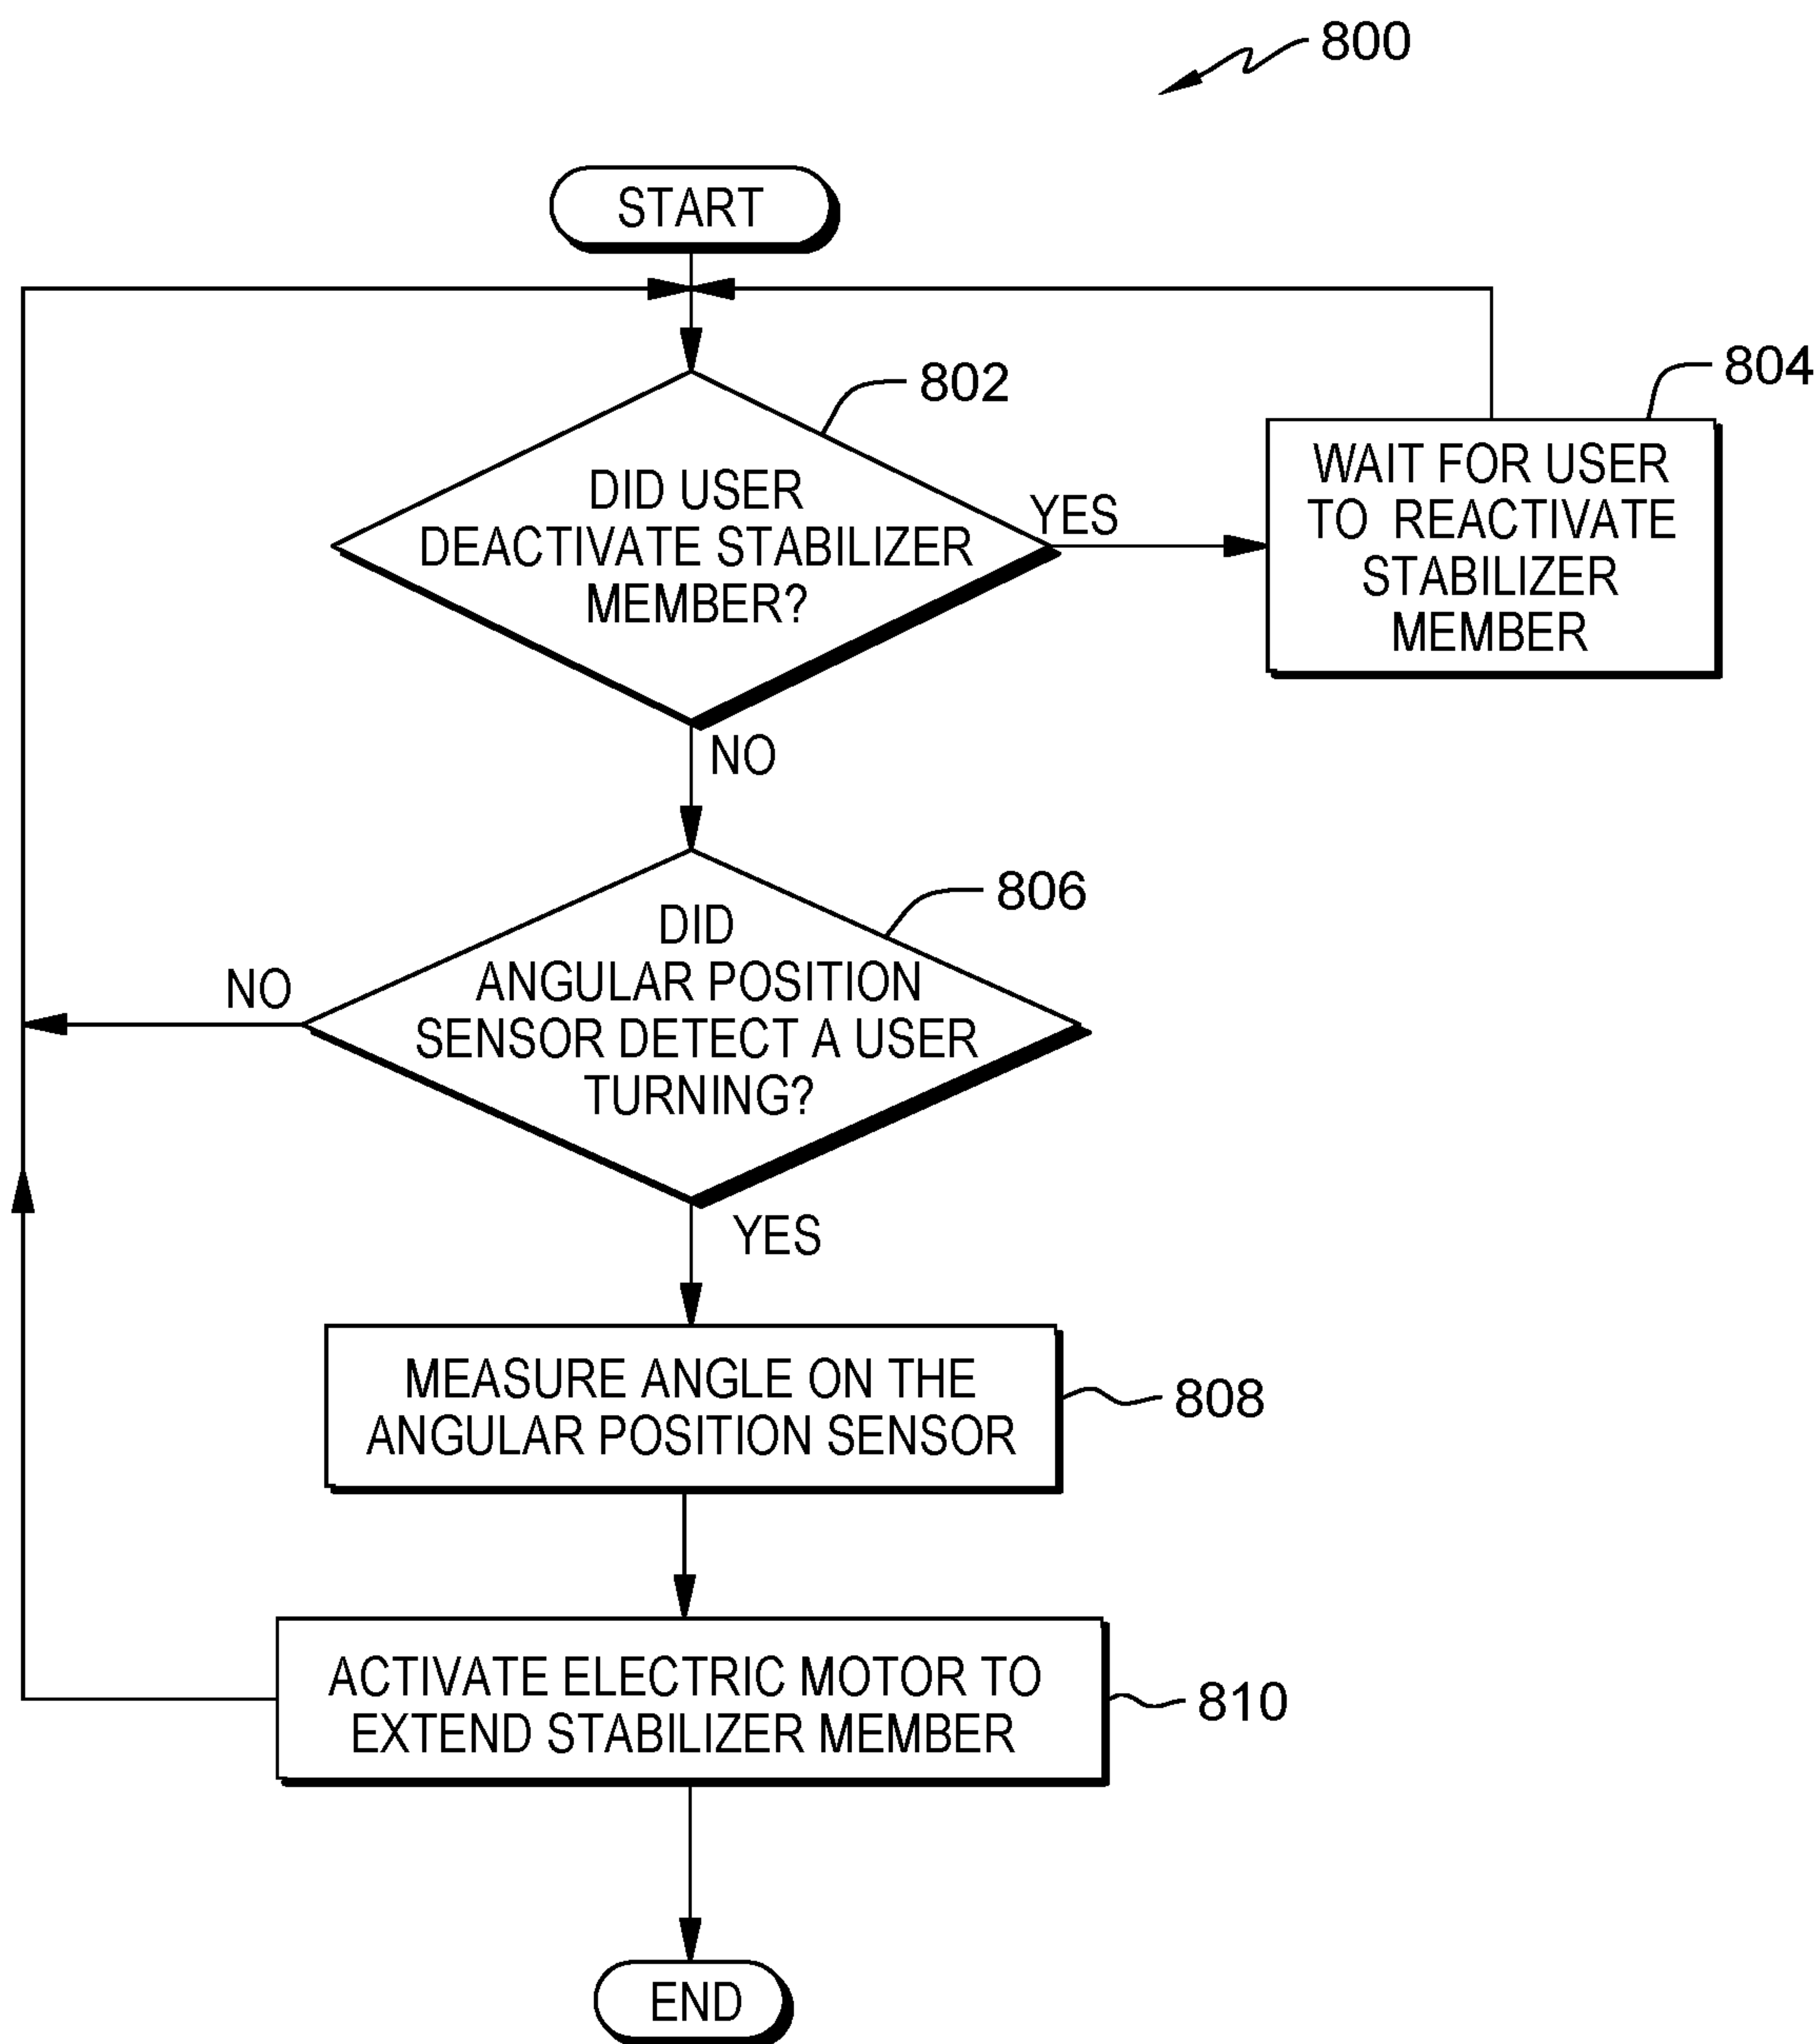 800
START
802
DID USER
DEACTIVATE STABILIZER
MEMBER?
YES
804
WAIT FOR USER
TO REACTIVATE
STABILIZER
MEMBER
NO
806
DID
ANGULAR POSITION
SENSOR DETECT A USER
TURNING?
NO
YES
MEASURE ANGLE ON THE
ANGULAR POSITION SENSOR
808
ACTIVATE ELECTRIC MOTOR TO
EXTEND STABILIZER MEMBER
810
END